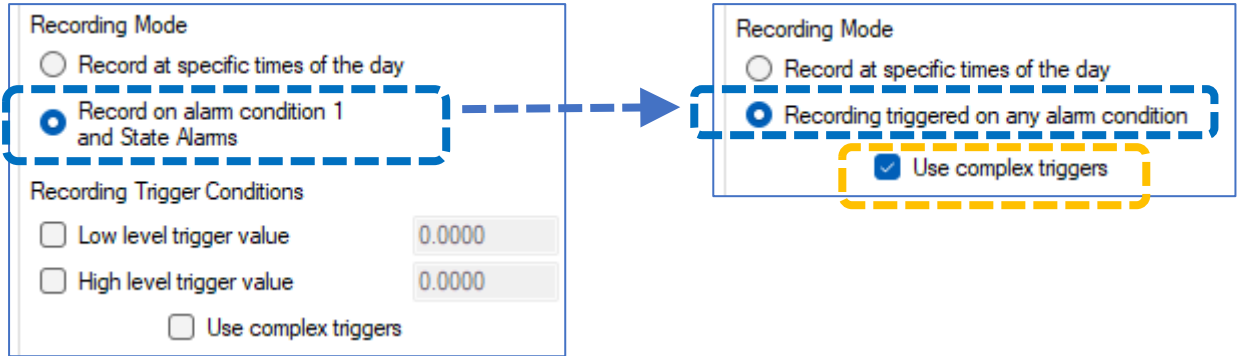 Recording Mode
Record at specific times of the day
Record on alarm condition 1
and State Alarms
Recording Trigger Conditions
Low level trigger value 0.0000
High level trigger value 0.0000
Use complex triggers
Recording Mode
Record at specific times of the day
Recording triggered on any alarm condition
Use complex triggers